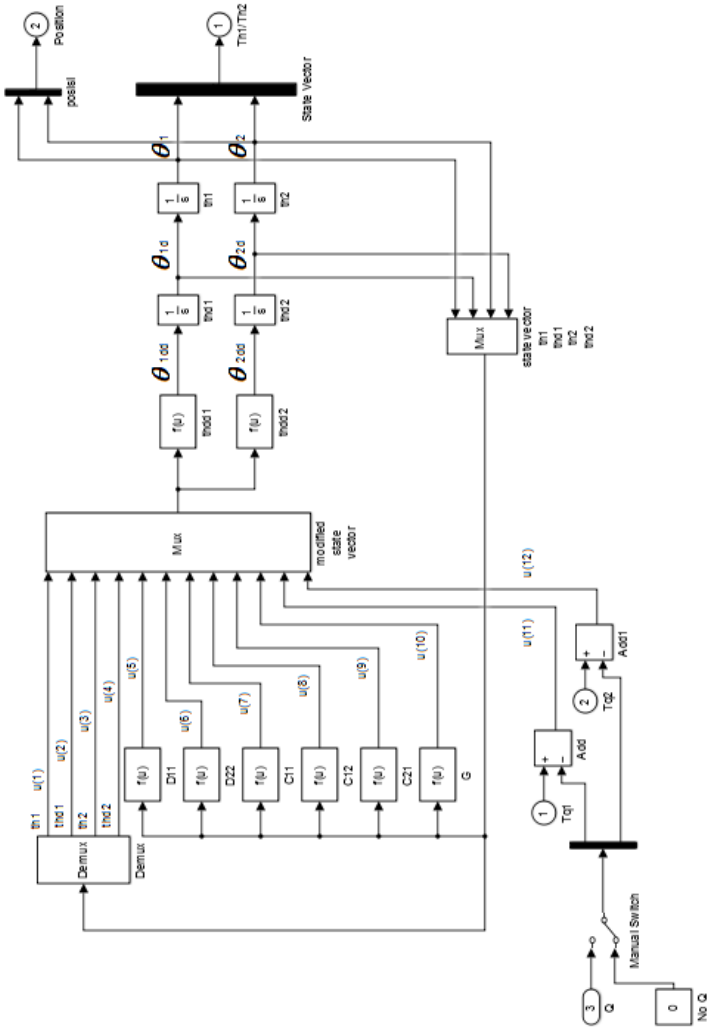 th1
u(1)
thd1
u(2)
th2
u(3)
thd2
u(4)
Demux
Demux
f(u)
D11
u(5)
f(u)
D22
u(6)
f(u)
C11
u(7)
f(u)
C12
u(8)
f(u)
C21
u(9)
f(u)
G
u(10)
u(11)
u(12)
Mux
modified
state
vector
f(u)
thdd1
f(u)
thdd2
θ1dd
θ2dd
1
s
thd1
1
s
thd2
θ1d
θ2d
1
s
th1
1
s
th2
θ1
θ2
posisi
2
Position
State Vector
1
Th1/Th2
Mux
state vector
th1
thd1
th2
thd2
3
Q
0
No Q
Manual Switch
1
Tq1
+
−
Add
2
Tq2
+
−
Add1